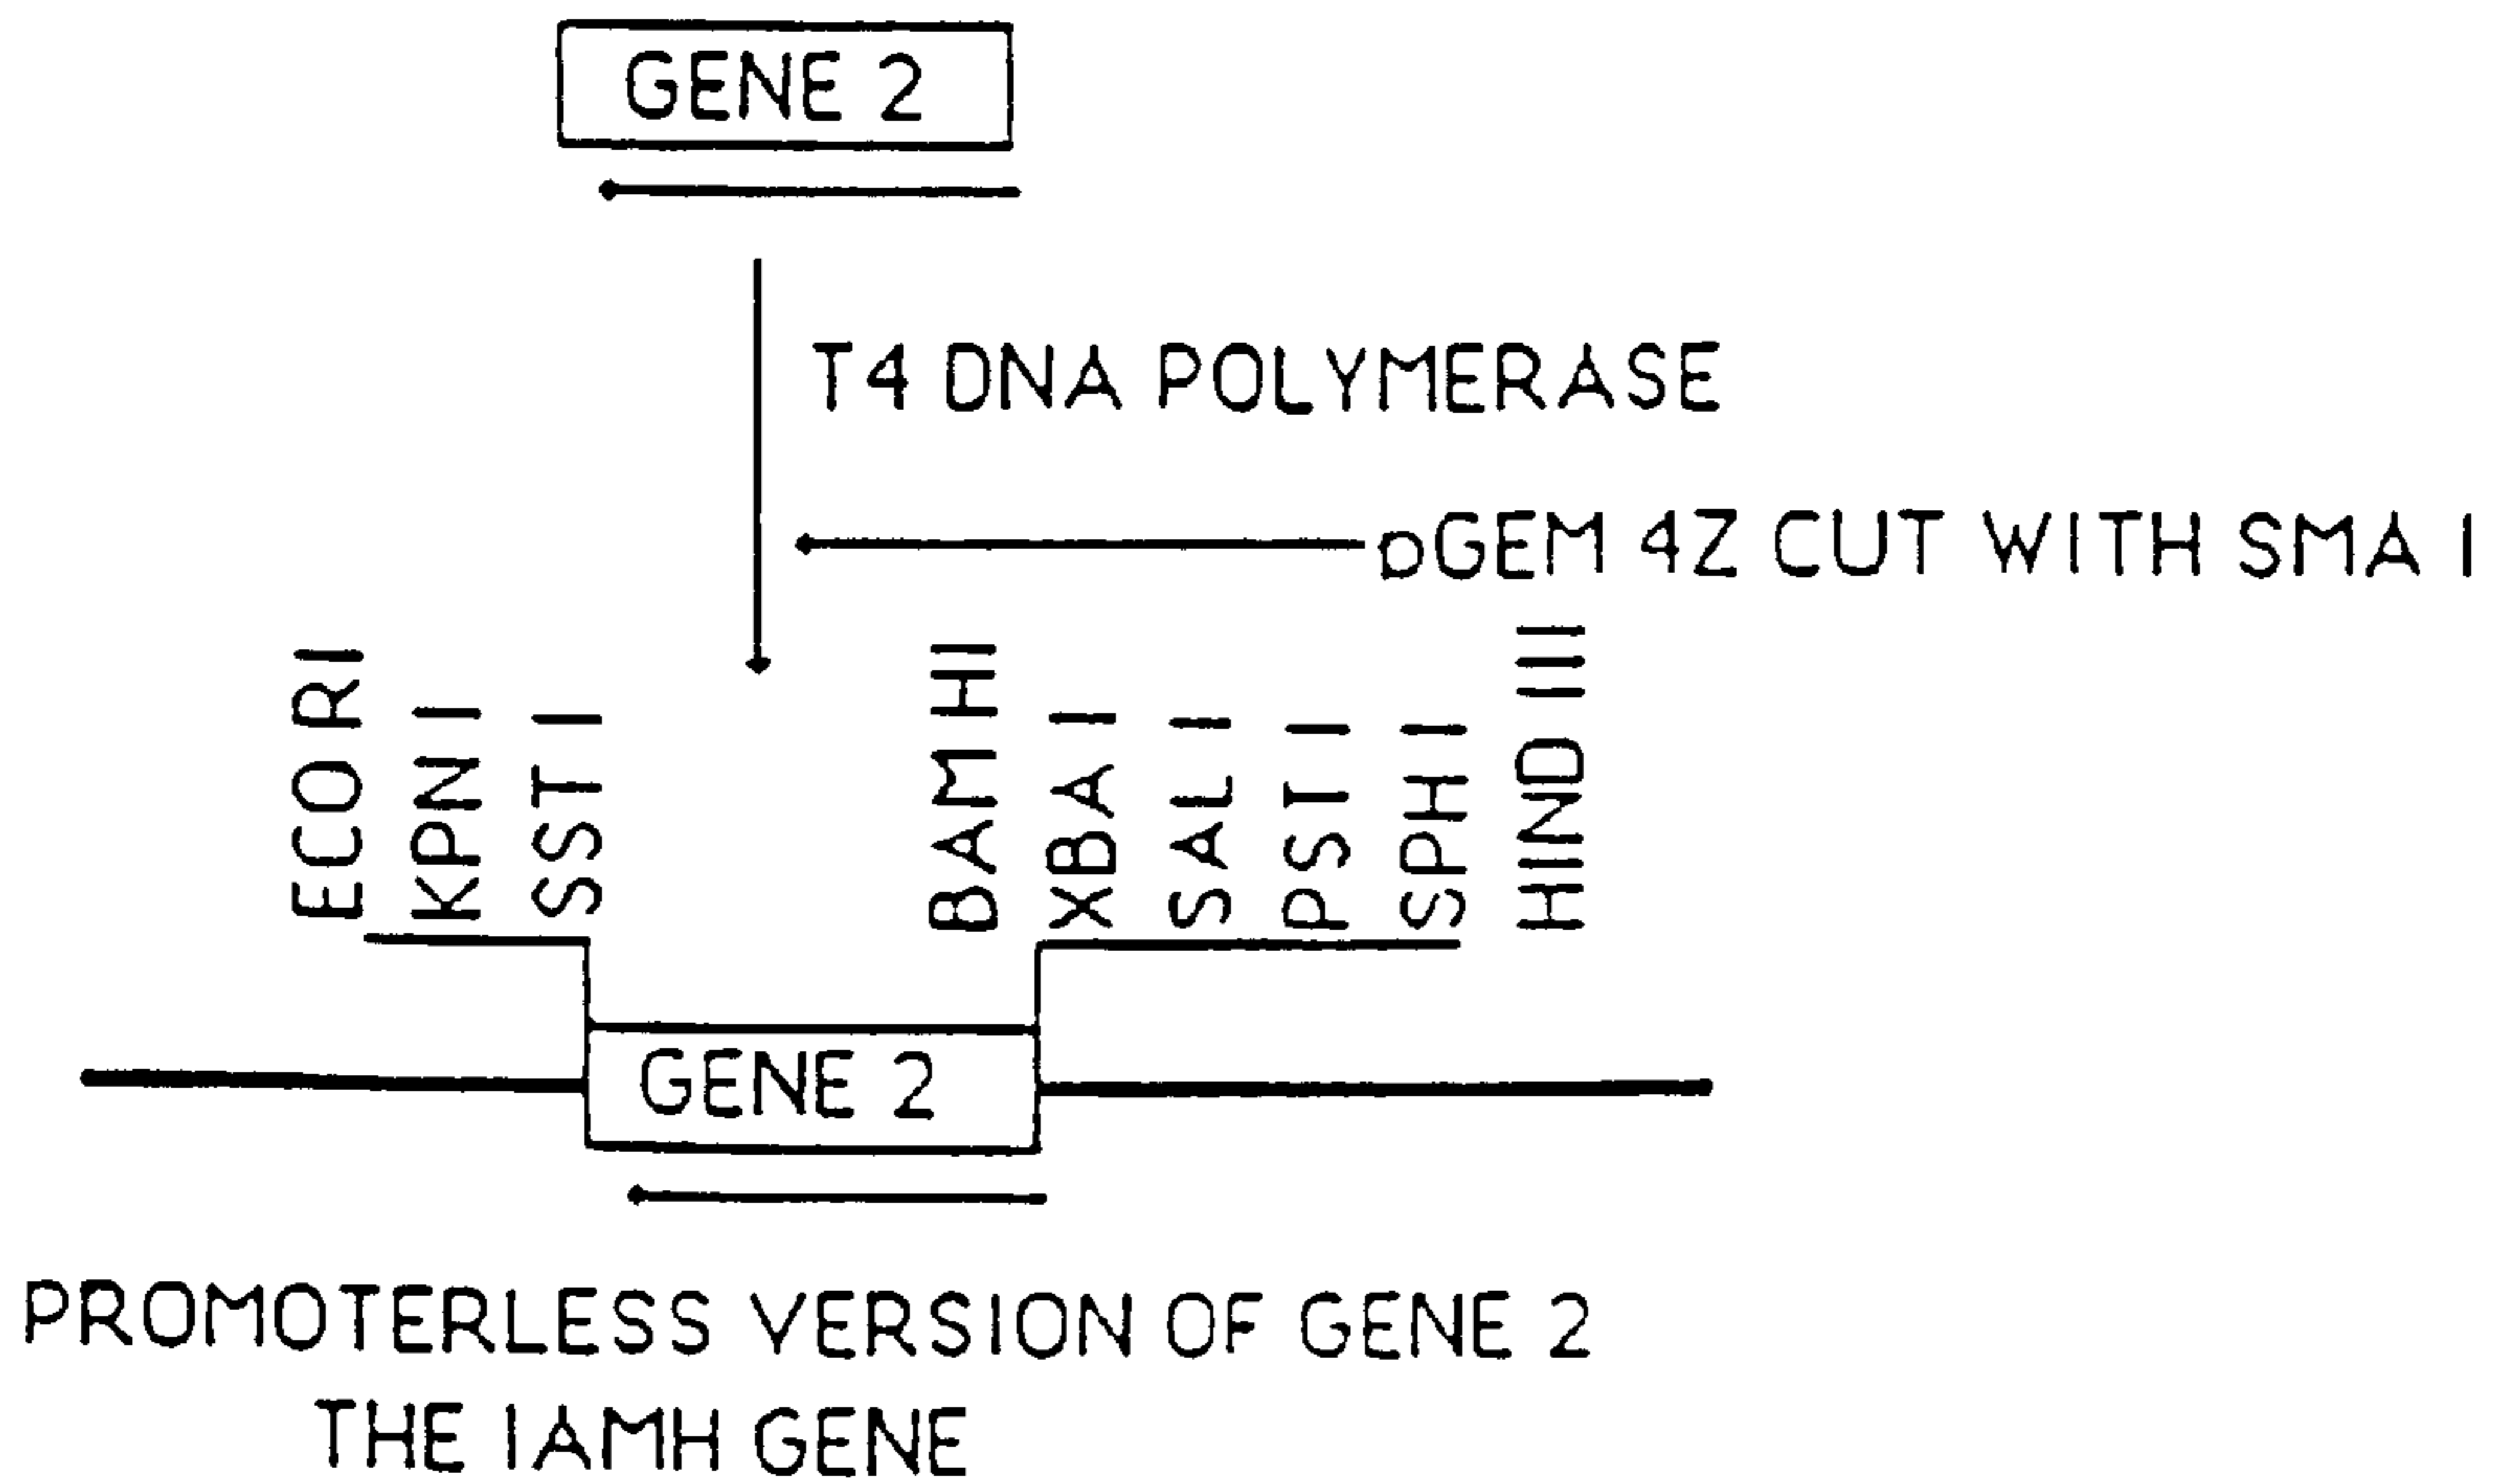 GENE 2
T4 DNA POLYMERASE
pGEM 4Z CUT WITH SMA I
ECO RI
KPN I
SST I
BAM HI
XBA I
SAL I
PST I
SPH I
HIND III
GENE 2
PROMOTERLESS VERSION OF GENE 2
THE IAMH GENE